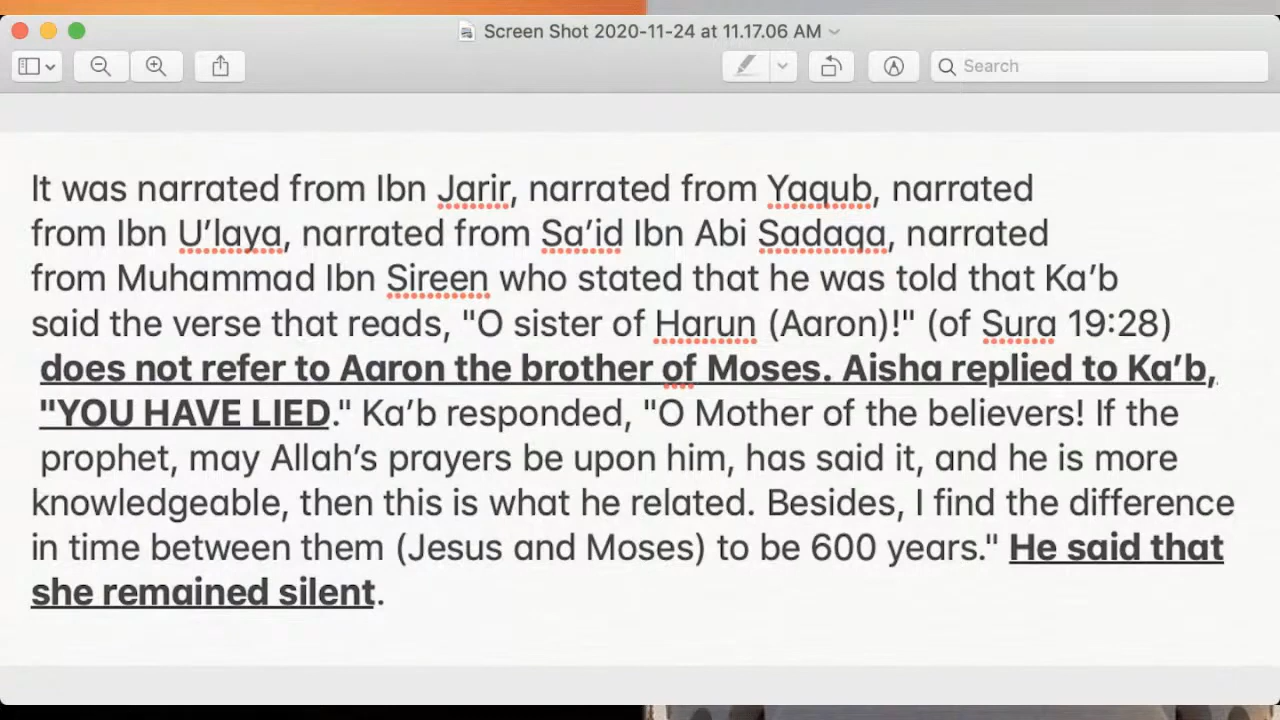 Screen Shot 2020-11-24 at 11.17.06 AM
Search
It was narrated from Ibn Jarir, narrated from Yaqub, narrated
from Ibn U’laya, narrated from Sa’id Ibn Abi Sadaqa, narrated
from Muhammad Ibn Sireen who stated that he was told that Ka’b
said the verse that reads, "O sister of Harun (Aaron)!" (of Sura 19:28)
does not refer to Aaron the brother of Moses. Aisha replied to Ka’b,
"YOU HAVE LIED." Ka’b responded, "O Mother of the believers! If the
prophet, may Allah’s prayers be upon him, has said it, and he is more
knowledgeable, then this is what he related. Besides, I find the difference
in time between them (Jesus and Moses) to be 600 years." He said that
she remained silent.